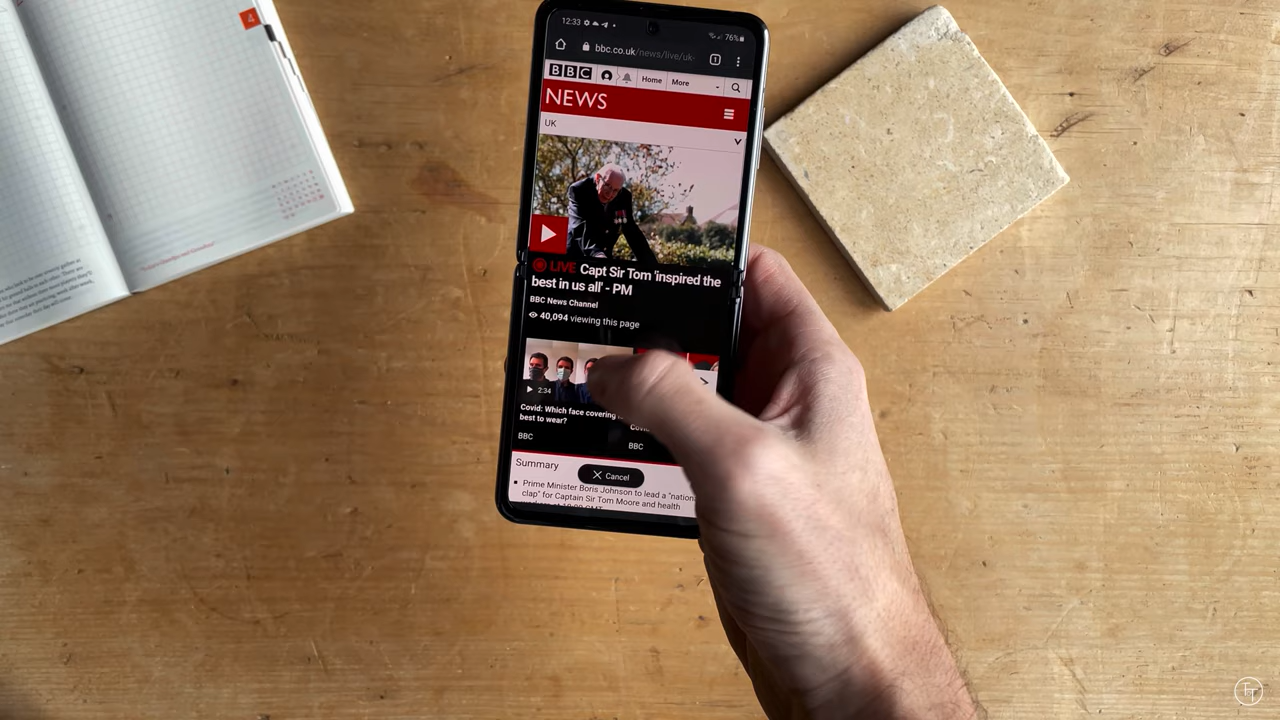 4
12:33
76%
bbc.co.uk/news/live/uk-
1
BBC
Home
More
NEWS
UK
LIVE Capt Sir Tom 'inspired the
best in us all' - PM
BBC News Channel
40,094 viewing this page
2:34
Covid: Which face covering
best to wear?
BBC
BBC
Summary
Cancel
Prime Minister Boris Johnson to lead a "nation
clap" for Captain Sir Tom Moore and health
TT